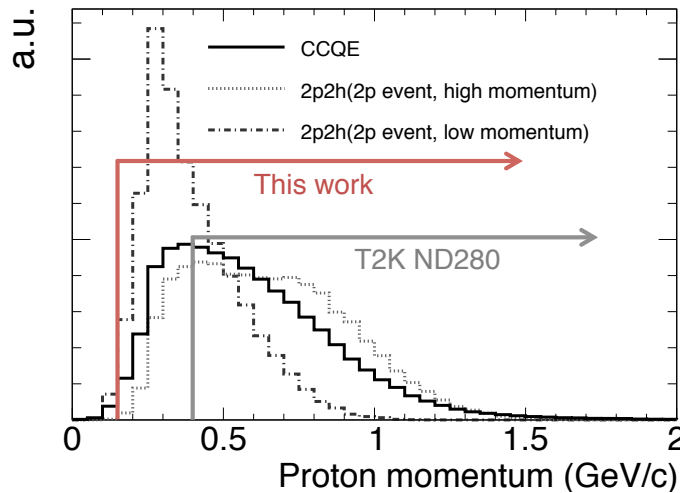 a.u.
CCQE
2p2h(2p event, high momentum)
2p2h(2p event, low momentum)
This work
T2K ND280
0 0.5 1 1.5 2
Proton momentum (GeV/c)